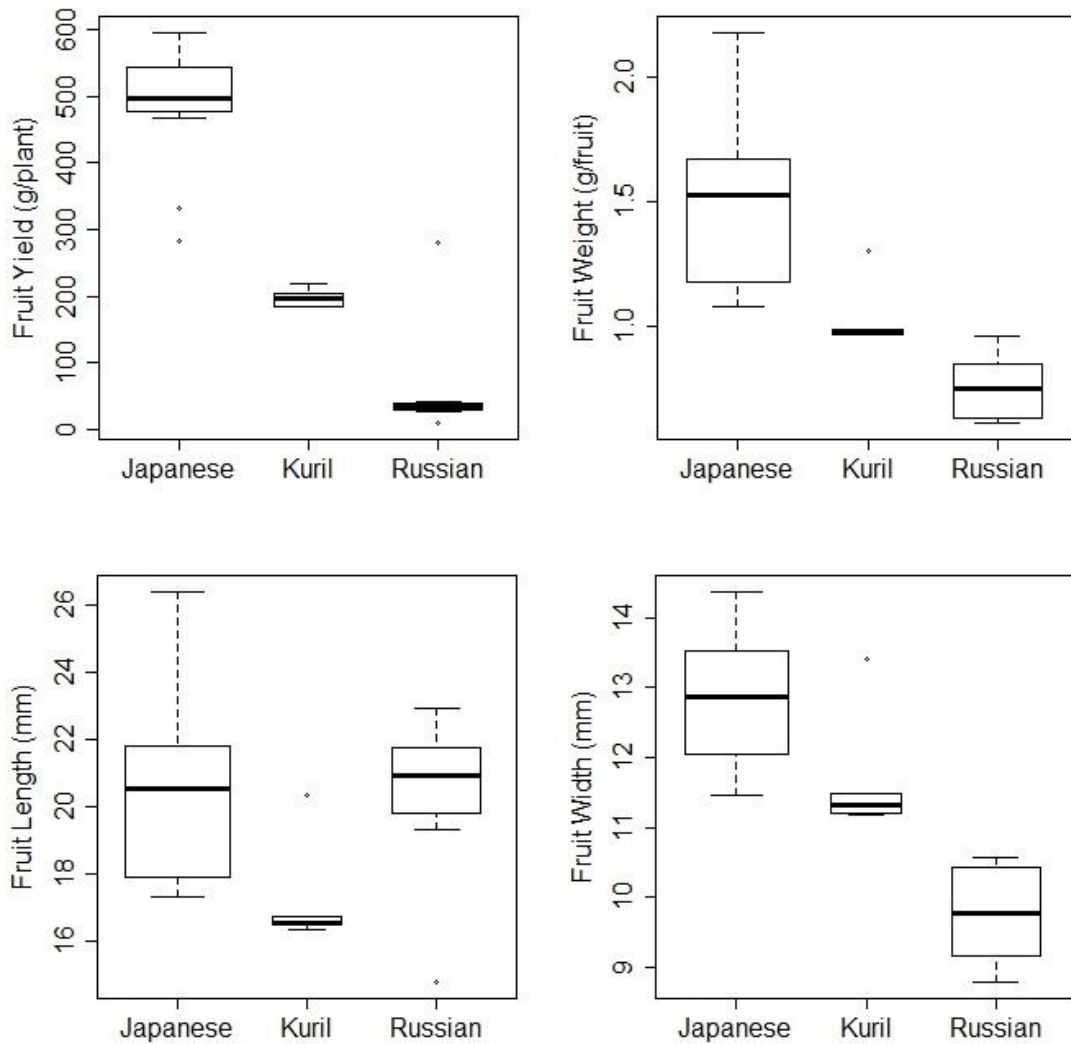 Fruit Yield (g/plant)
600
500
400
300
200
100
0
Japanese Kuril Russian
Fruit Weight (g/fruit)
2.0
1.5
1.0
Japanese Kuril Russian
Fruit Length (mm)
26
24
22
20
18
16
Japanese Kuril Russian
Fruit Width (mm)
14
13
12
11
10
9
Japanese Kuril Russian